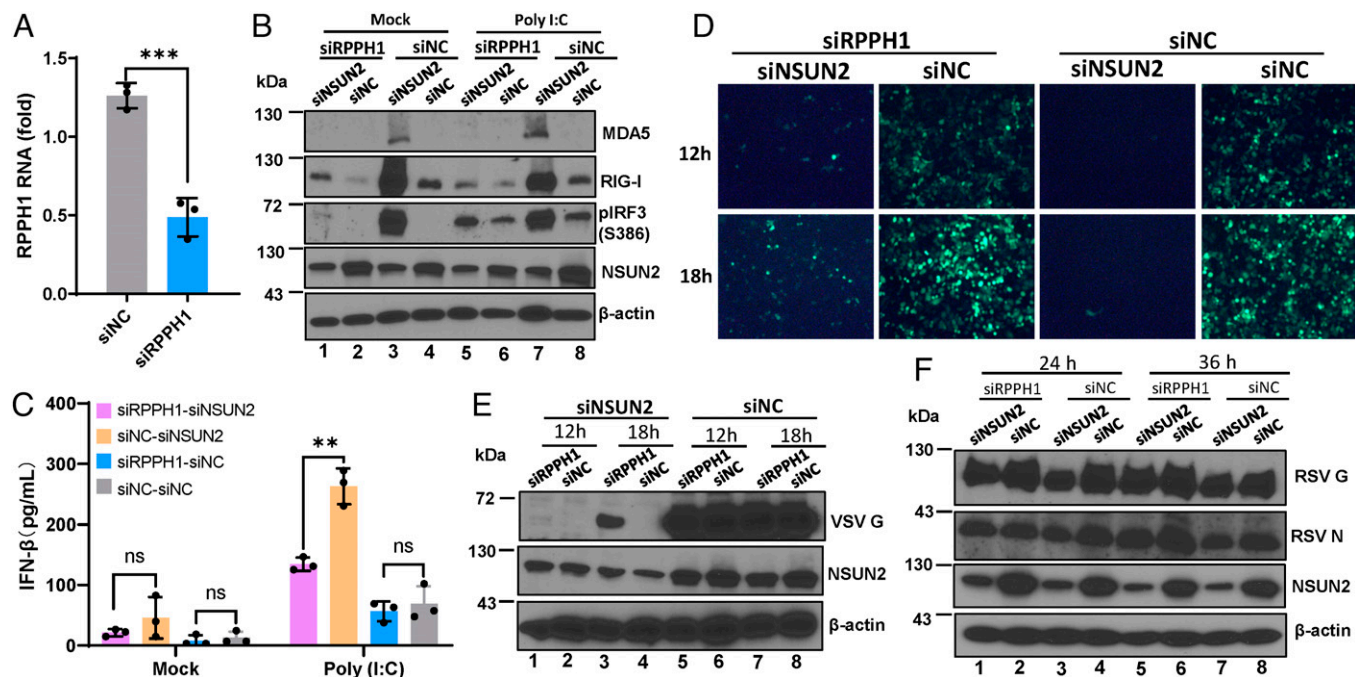 A
RPPH1 RNA (fold)
1.5
1.0
0.5
0.0
***
siNC
siRPPH1
B
Mock
Poly I:C
siRPPH1
siNC
siRPPH1
siNC
kDa
siNSUN2
siNC
siNSUN2
siNC
siNSUN2
siNC
siNSUN2
siNC
130
MDA5
130
RIG-I
72
pIRF3
(S386)
130
NSUN2
43
β-actin
1 2 3 4 5 6 7 8
C
IFN-β (pg/mL)
400
300
200
100
0
siRPPH1-siNSUN2
siNC-siNSUN2
siRPPH1-siNC
siNC-siNC
ns
ns
**
ns
Mock
Poly (I:C)
D
siRPPH1
siNC
siNSUN2
siNC
siNSUN2
siNC
12h
18h
E
siNSUN2
siNC
12h
18h
12h
18h
kDa
siRPPH1
siNC
siRPPH1
siNC
siRPPH1
siNC
siRPPH1
siNC
72
VSV G
130
NSUN2
43
β-actin
1 2 3 4 5 6 7 8
F
24 h
36 h
siRPPH1
siNC
siRPPH1
siNC
kDa
siNSUN2
siNC
siNSUN2
siNC
siNSUN2
siNC
siNSUN2
siNC
130
RSV G
43
RSV N
130
NSUN2
43
β-actin
1 2 3 4 5 6 7 8